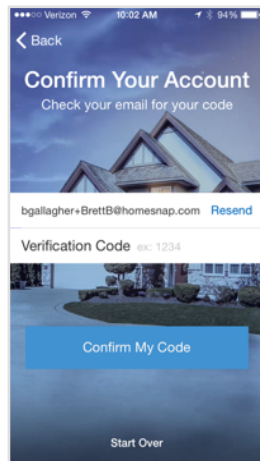 ●●●○○ Verizon 10:02 AM 94%
Back
Confirm Your Account
Check your email for your code
bgallagher+BrettB@homesnap.com Resend
Verification Code ex: 1234
Confirm My Code
Start Over